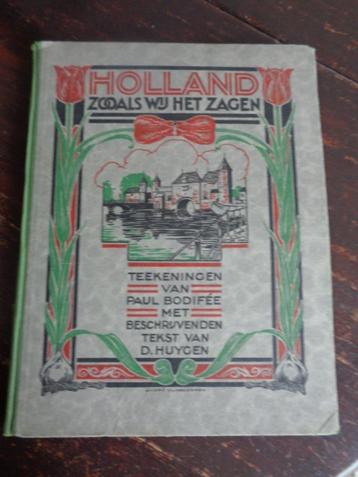 HOLLAND
ZOOALS WIJ HET ZAGEN
TEEKENINGEN
VAN
PAUL BODIFÉE
MET
BESCHRIJVENDEN
TEKST VAN
D. HUYGEN